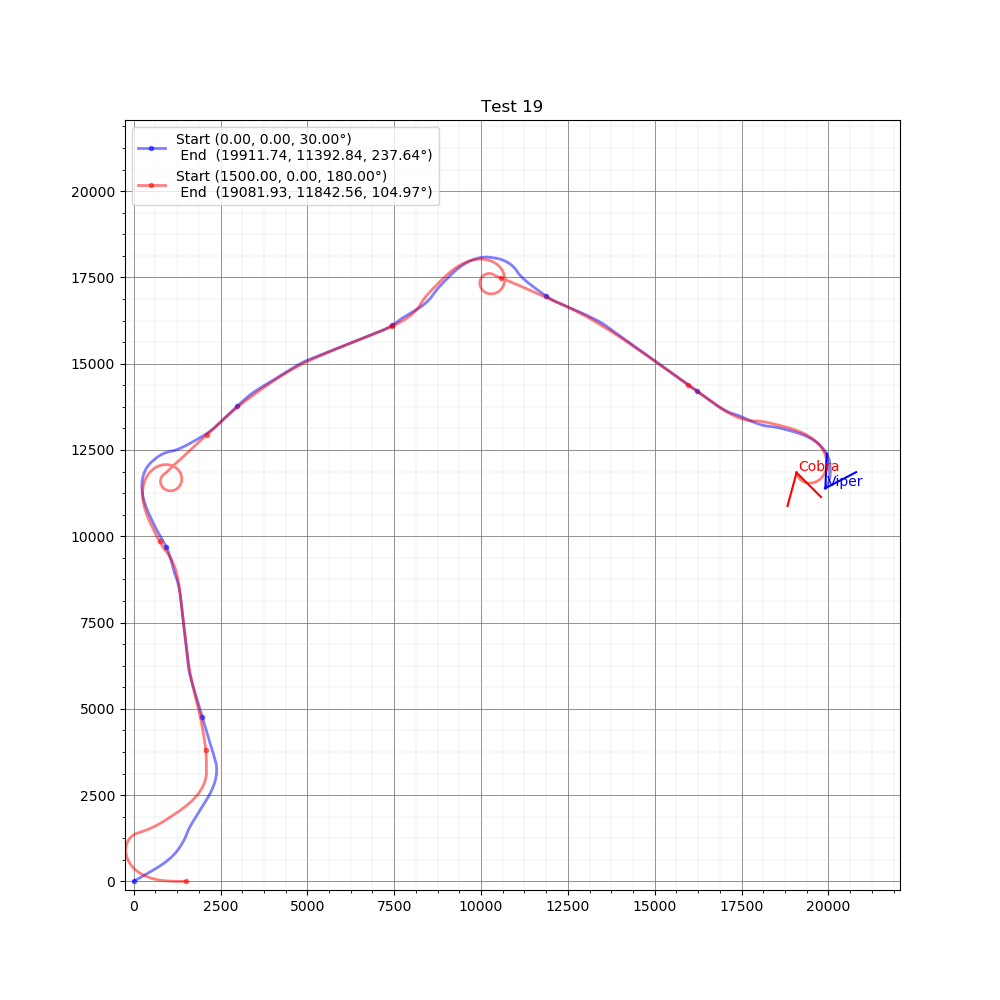 Test 19
Start (0.00, 0.00, 30.00°)
End (19911.74, 11392.84, 237.64°)
Start (1500.00, 0.00, 180.00°)
End (19081.93, 11842.56, 104.97°)
20000
17500
15000
12500
Cobra
Viper
10000
7500
5000
2500
0
0 2500 5000 7500 10000 12500 15000 17500 20000